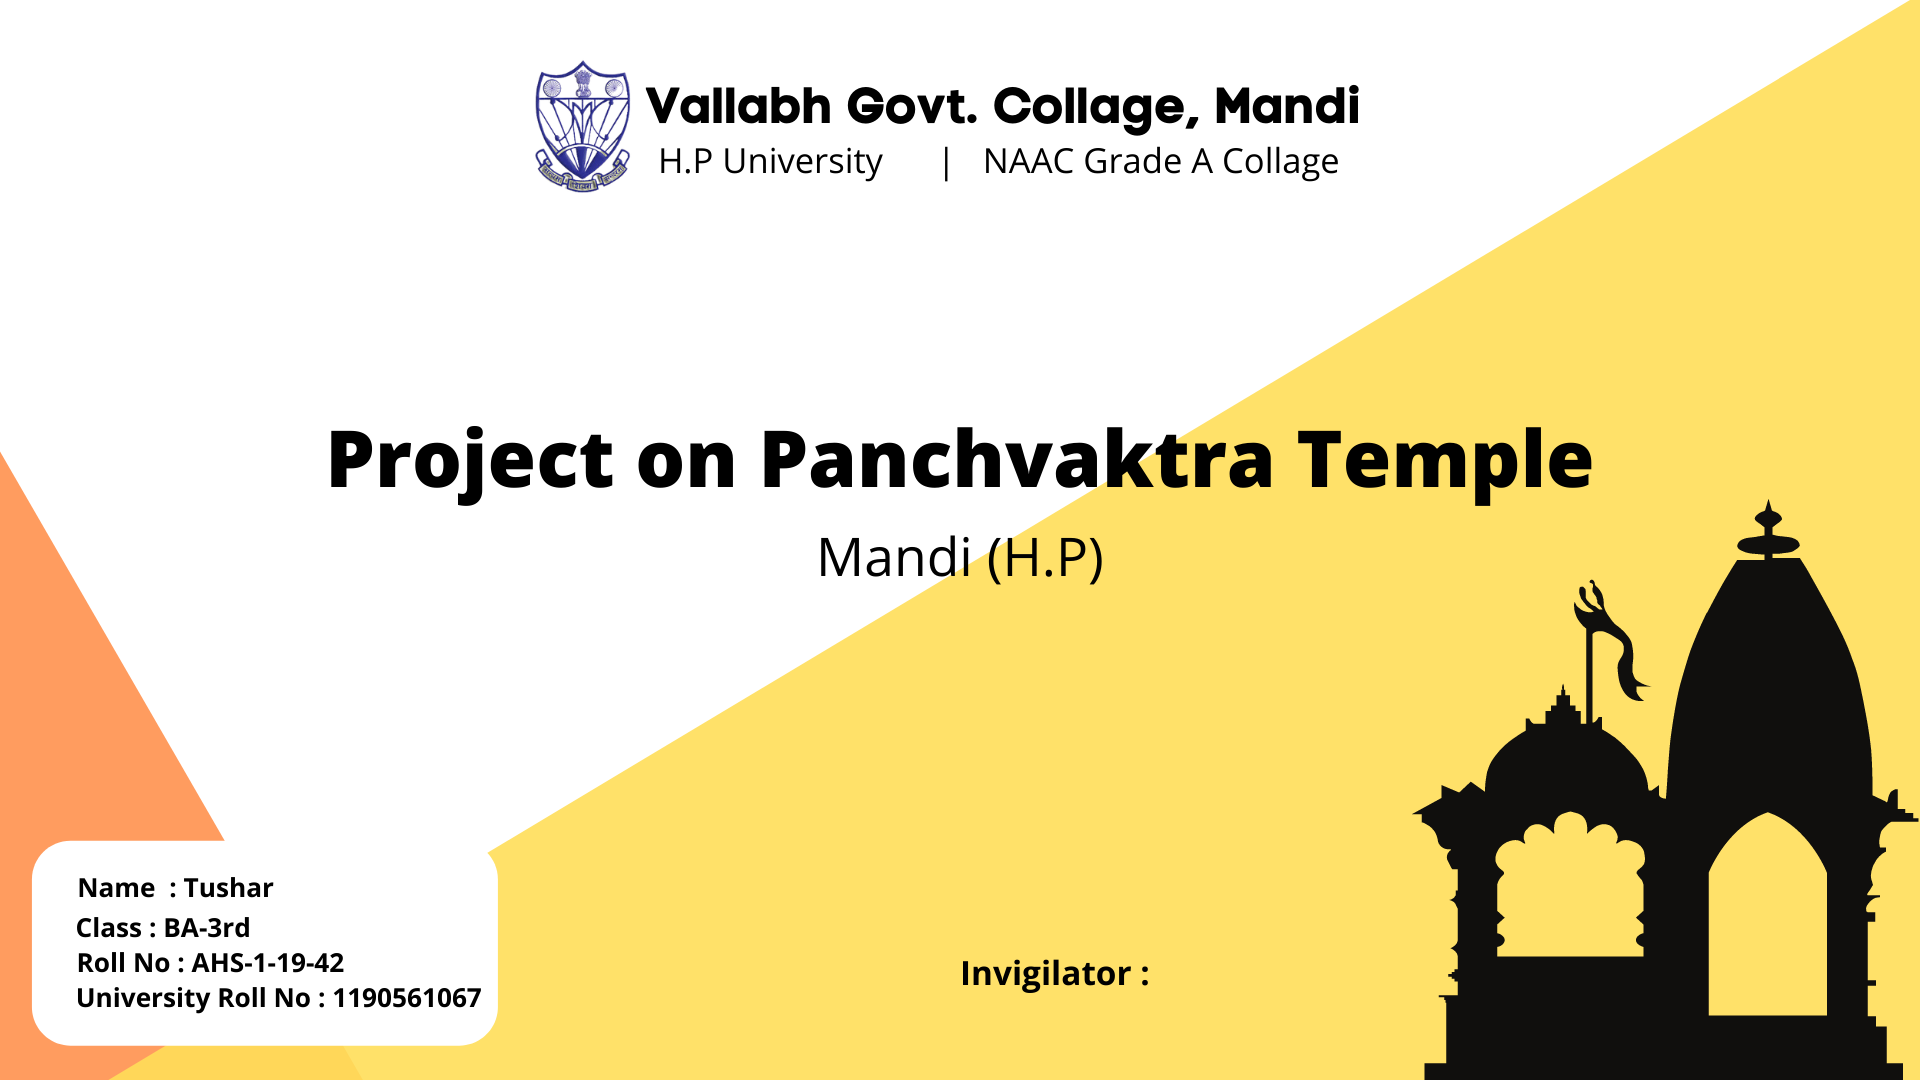 Vallabh Govt. Collage, Mandi
H.P University | NAAC Grade A Collage
Project on Panchvaktra Temple
Mandi (H.P)
Name : Tushar
Class : BA-3rd
Roll No : AHS-1-19-42
University Roll No : 1190561067
Invigilator :